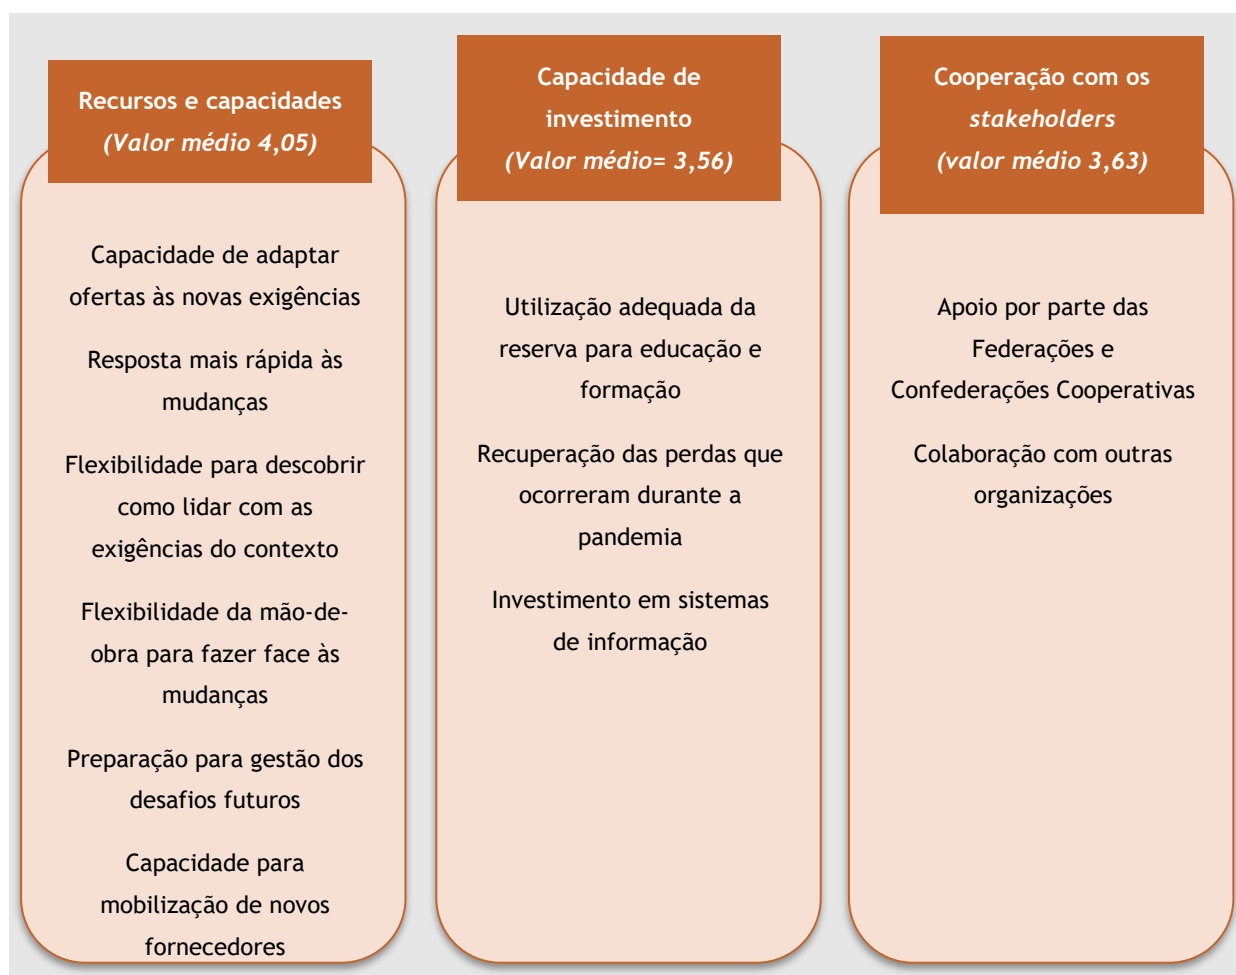 Recursos e capacidades
(Valor médio 4,05)
Capacidade de adaptar
ofertas às novas exigências
Resposta mais rápida às
mudanças
Flexibilidade para descobrir
como lidar com as
exigências do contexto
Flexibilidade da mão-de-
obra para fazer face às
mudanças
Preparação para gestão dos
desafios futuros
Capacidade para
mobilização de novos
fornecedores
Capacidade de
investimento
(Valor médio= 3,56)
Utilização adequada da
reserva para educação e
formação
Recuperação das perdas que
ocorreram durante a
pandemia
Investimento em sistemas
de informação
Cooperação com os
stakeholders
(valor médio 3,63)
Apoio por parte das
Federações e
Confederações Cooperativas
Colaboração com outras
organizações